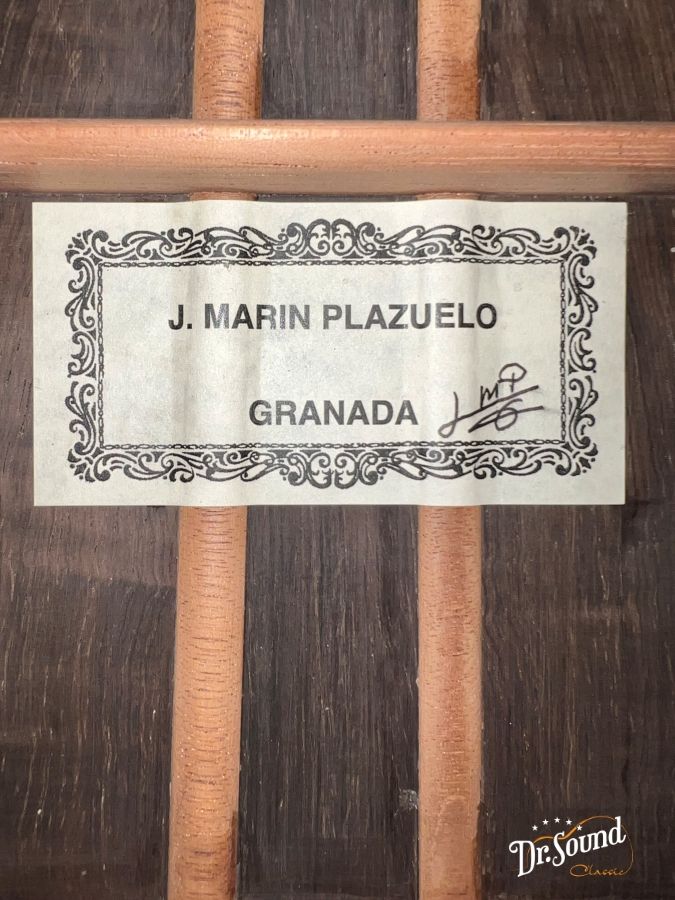 J. MARIN PLAZUELO
GRANADA
Dr.Sound
Classic